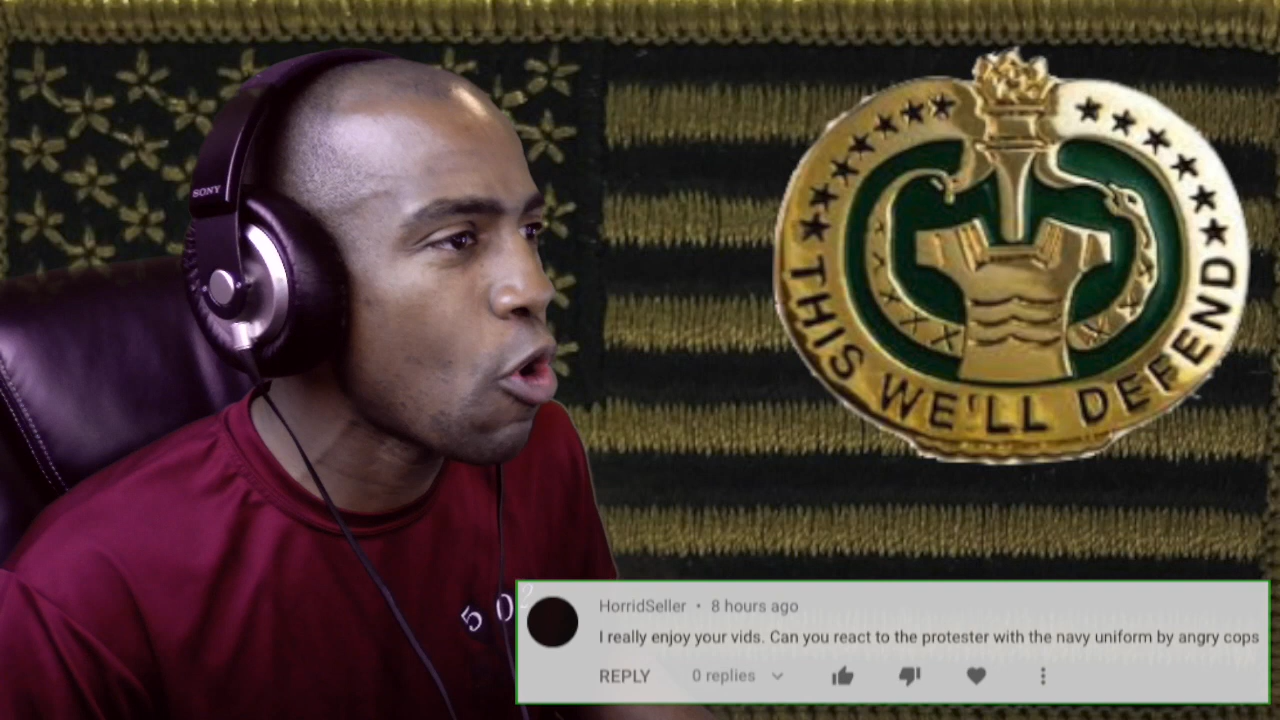 SONY
THIS WE'LL DEFEND
502
HorridSeller • 8 hours ago
I really enjoy your vids. Can you react to the protester with the navy uniform by angry cops
REPLY 0 replies